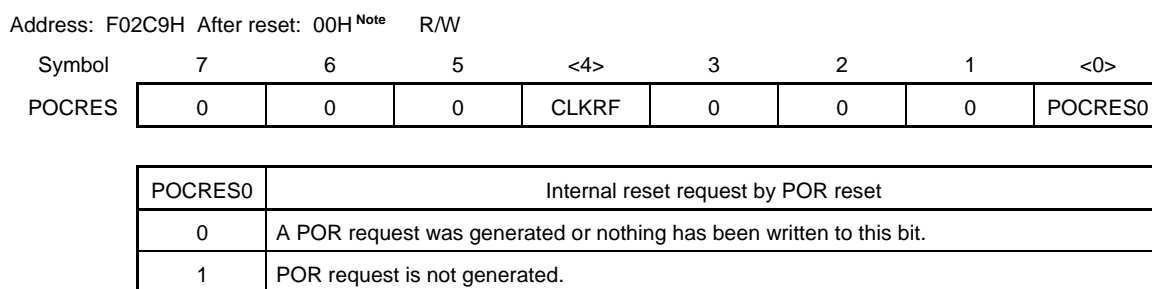 Address: F02C9H After reset: 00H Note R/W
Symbol 7 6 5 <4> 3 2 1 <0>
POCRES 0 0 0 CLKRF 0 0 0 POCRES0
POCRES0 Internal reset request by POR reset
0 A POR request was generated or nothing has been written to this bit.
1 POR request is not generated.